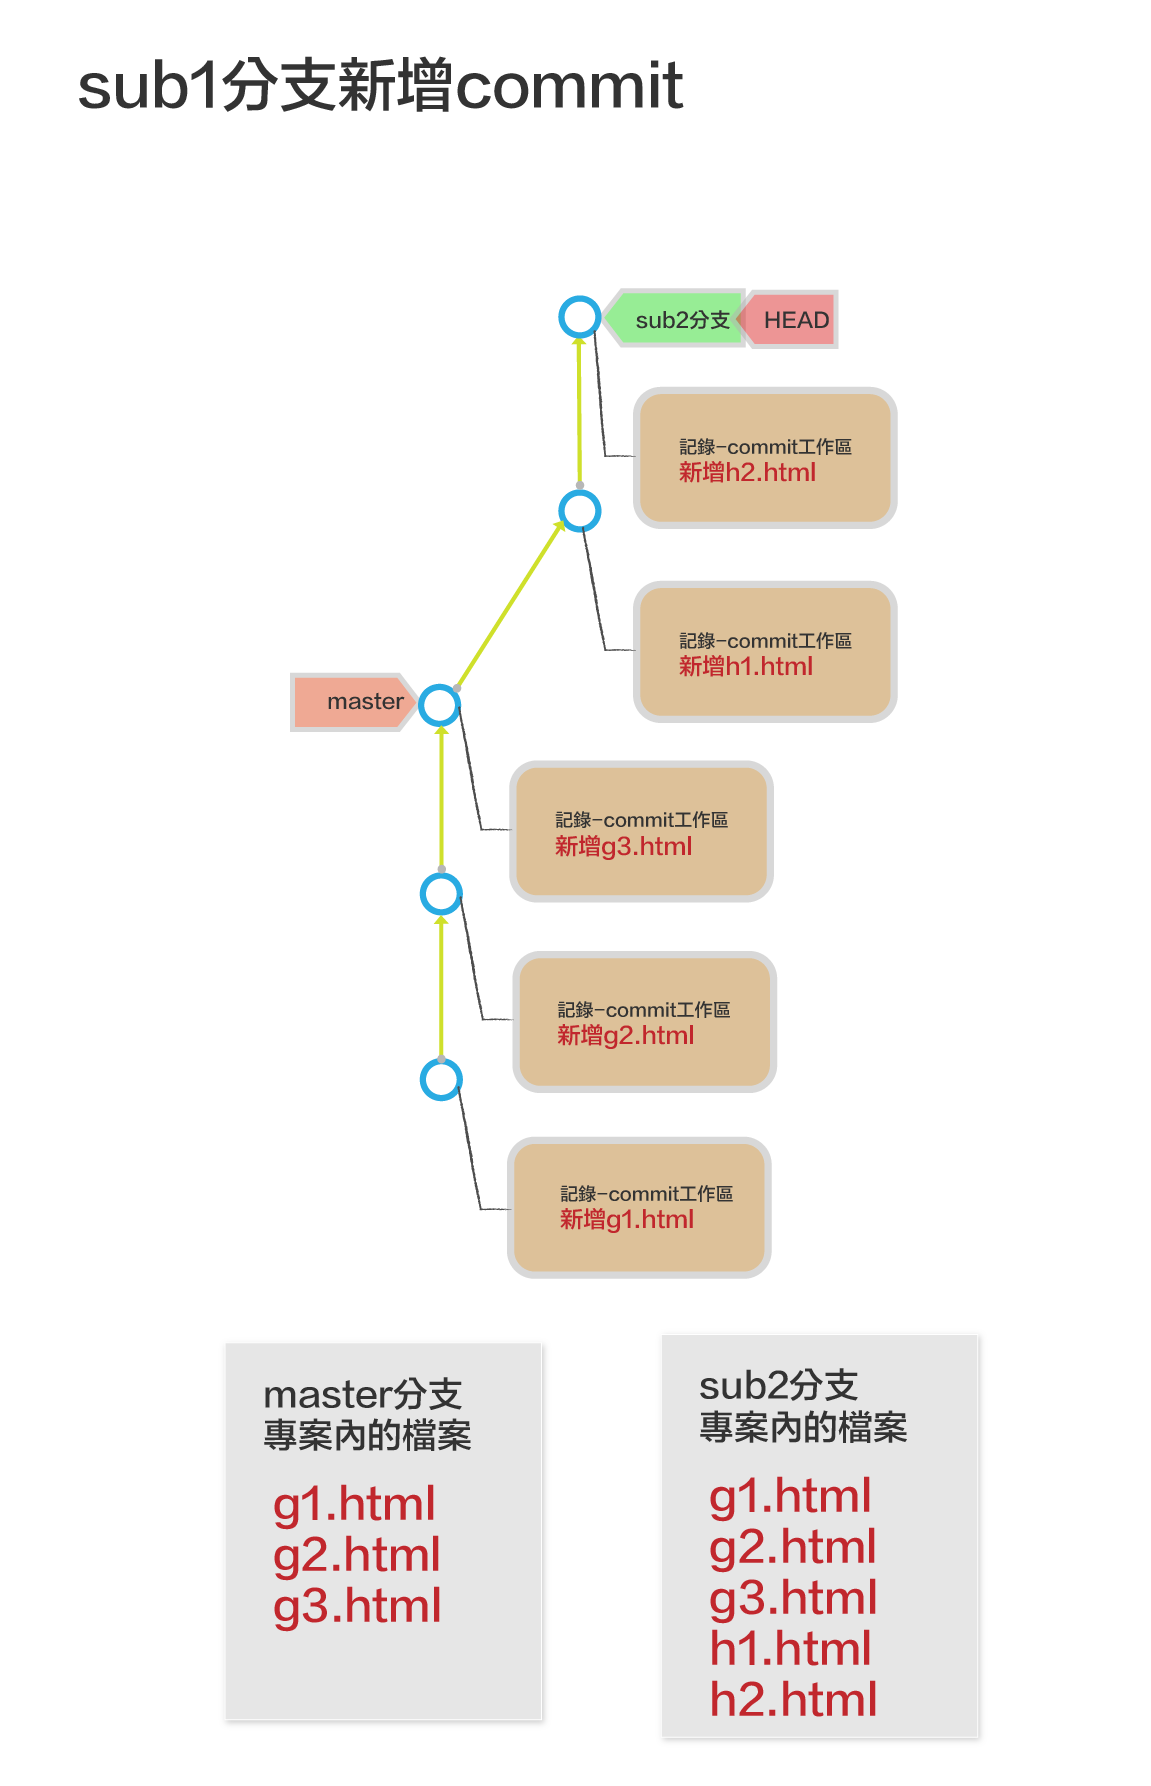 sub1分支新增commit
sub2分支
HEAD
記錄-commit工作區
新增h2.html
記錄-commit工作區
新增h1.html
master
記錄-commit工作區
新增g3.html
記錄-commit工作區
新增g2.html
記錄-commit工作區
新增g1.html
master分支
專案內的檔案
g1.html
g2.html
g3.html
sub2分支
專案內的檔案
g1.html
g2.html
g3.html
h1.html
h2.html